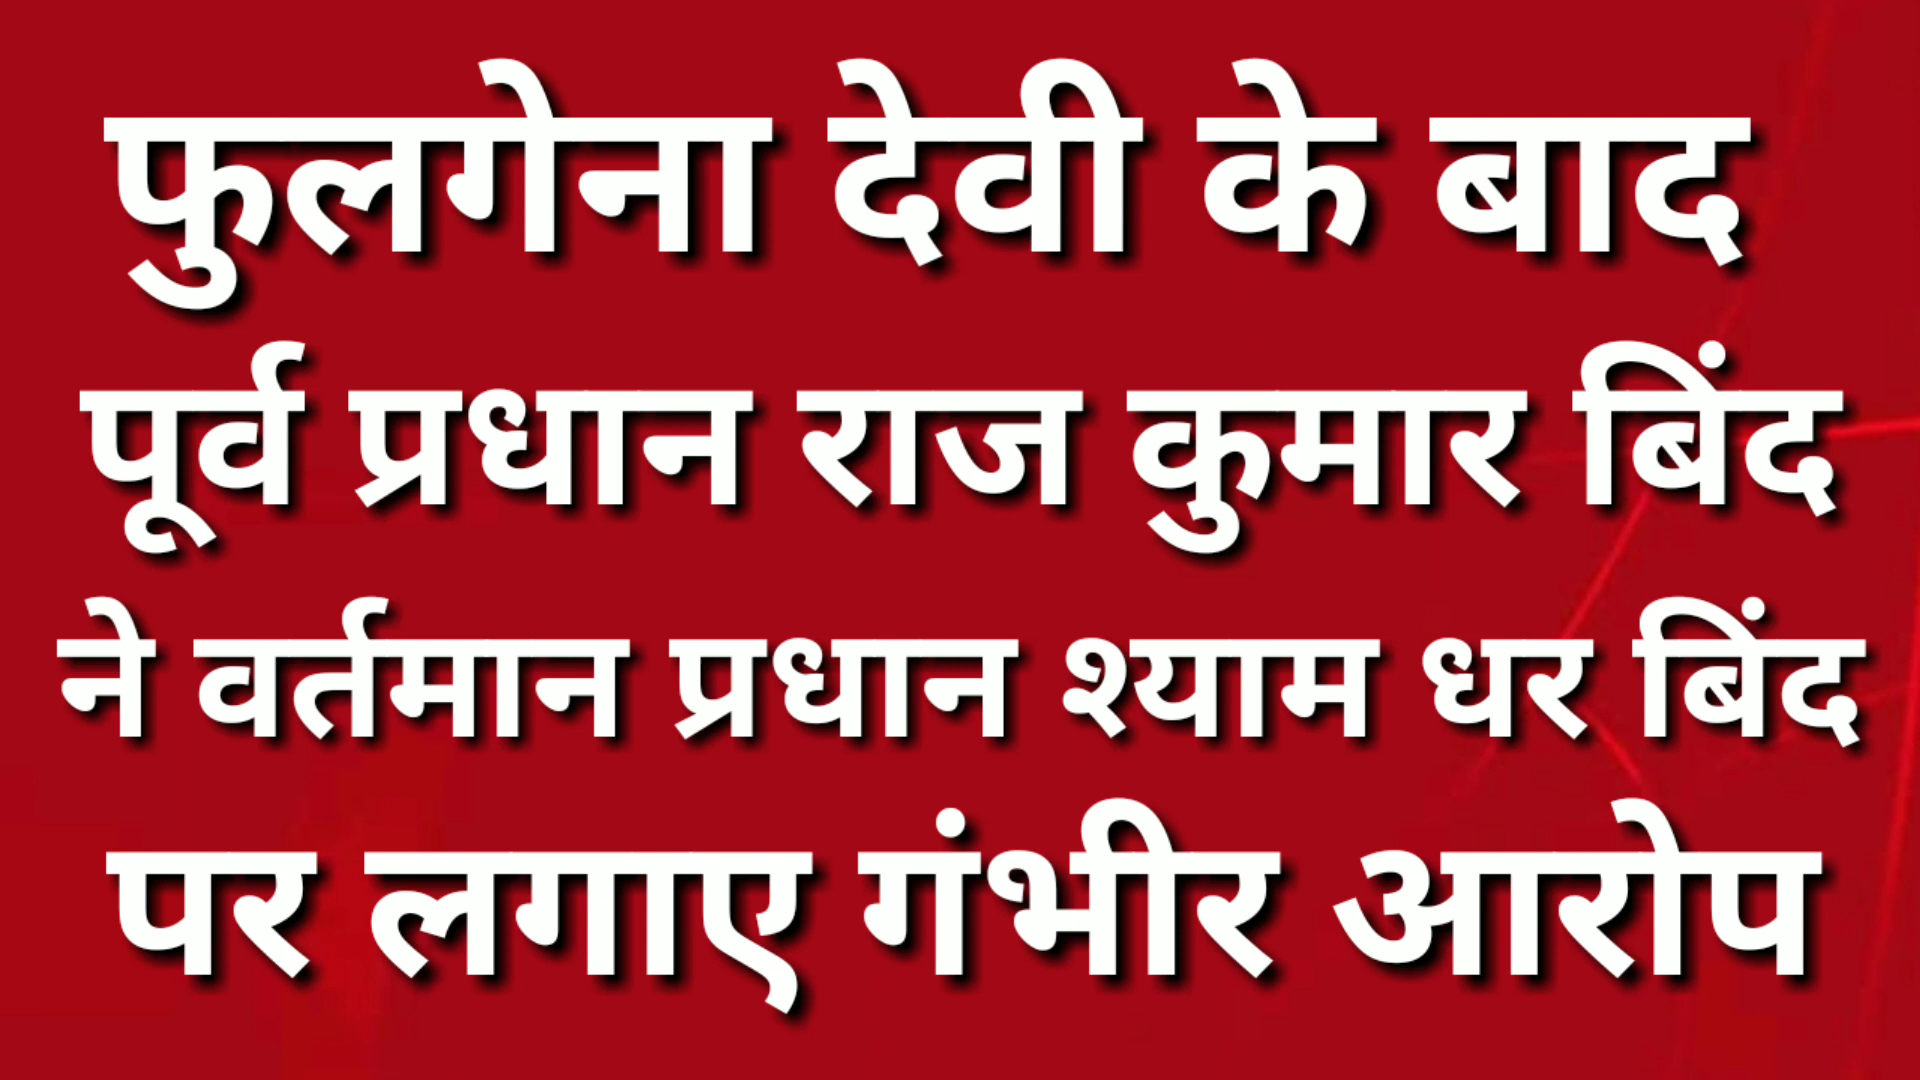 फुलगेना देवी के बाद
पूर्व प्रधान राज कुमार बिंद
ने वर्तमान प्रधान श्याम धर बिंद
पर लगाए गंभीर आरोप